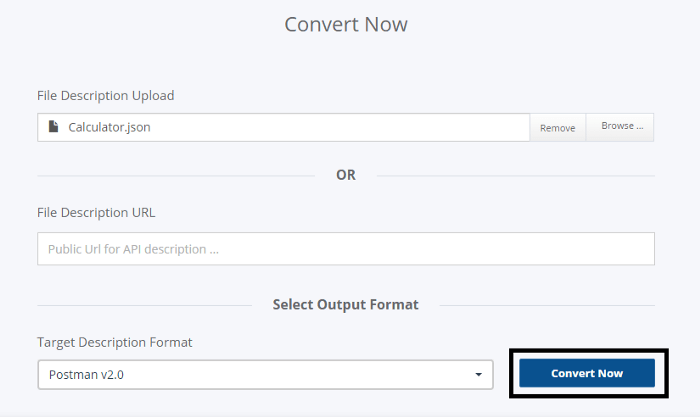 Convert Now
File Description Upload
Calculator.json
Remove
Browse ...
OR
File Description URL
Public Url for API description ...
Select Output Format
Target Description Format
Postman v2.0
Convert Now